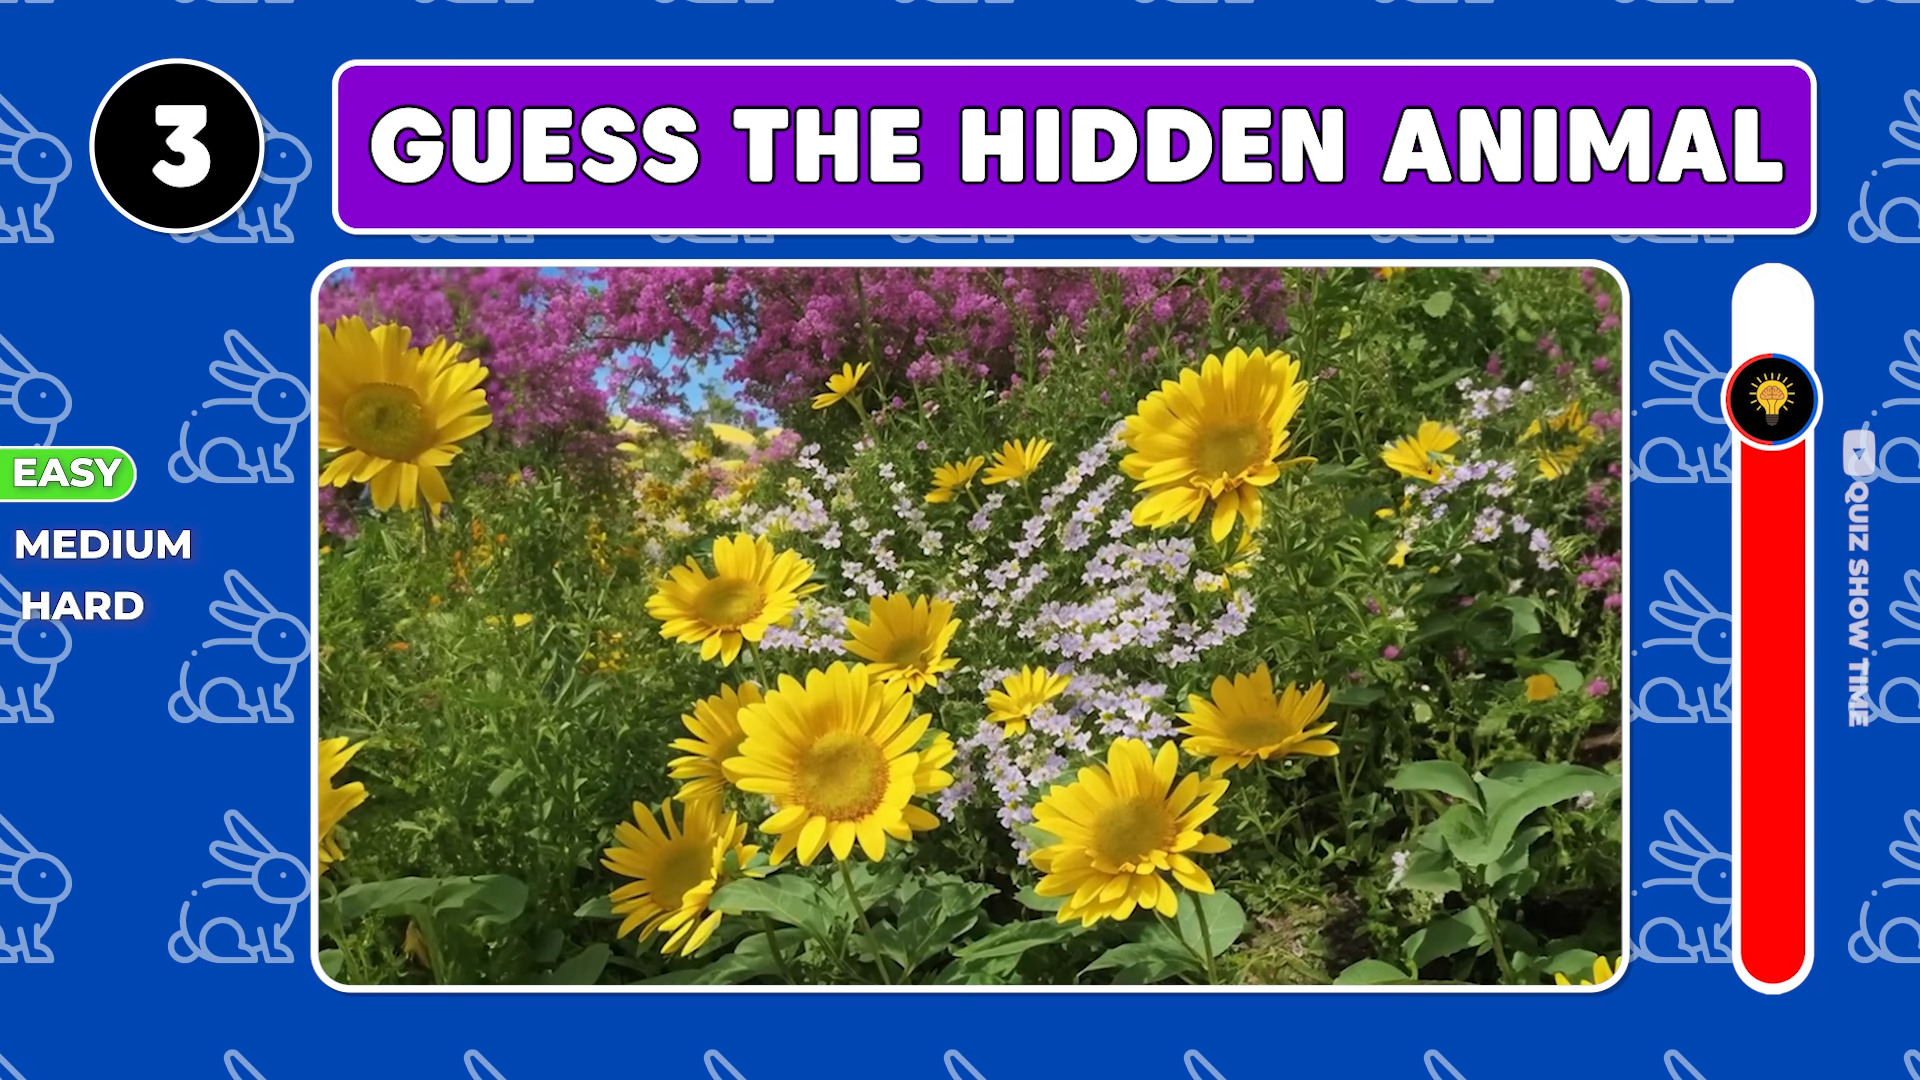 3
GUESS THE HIDDEN ANIMAL
EASY
MEDIUM
HARD
QUIZ SHOW TIME